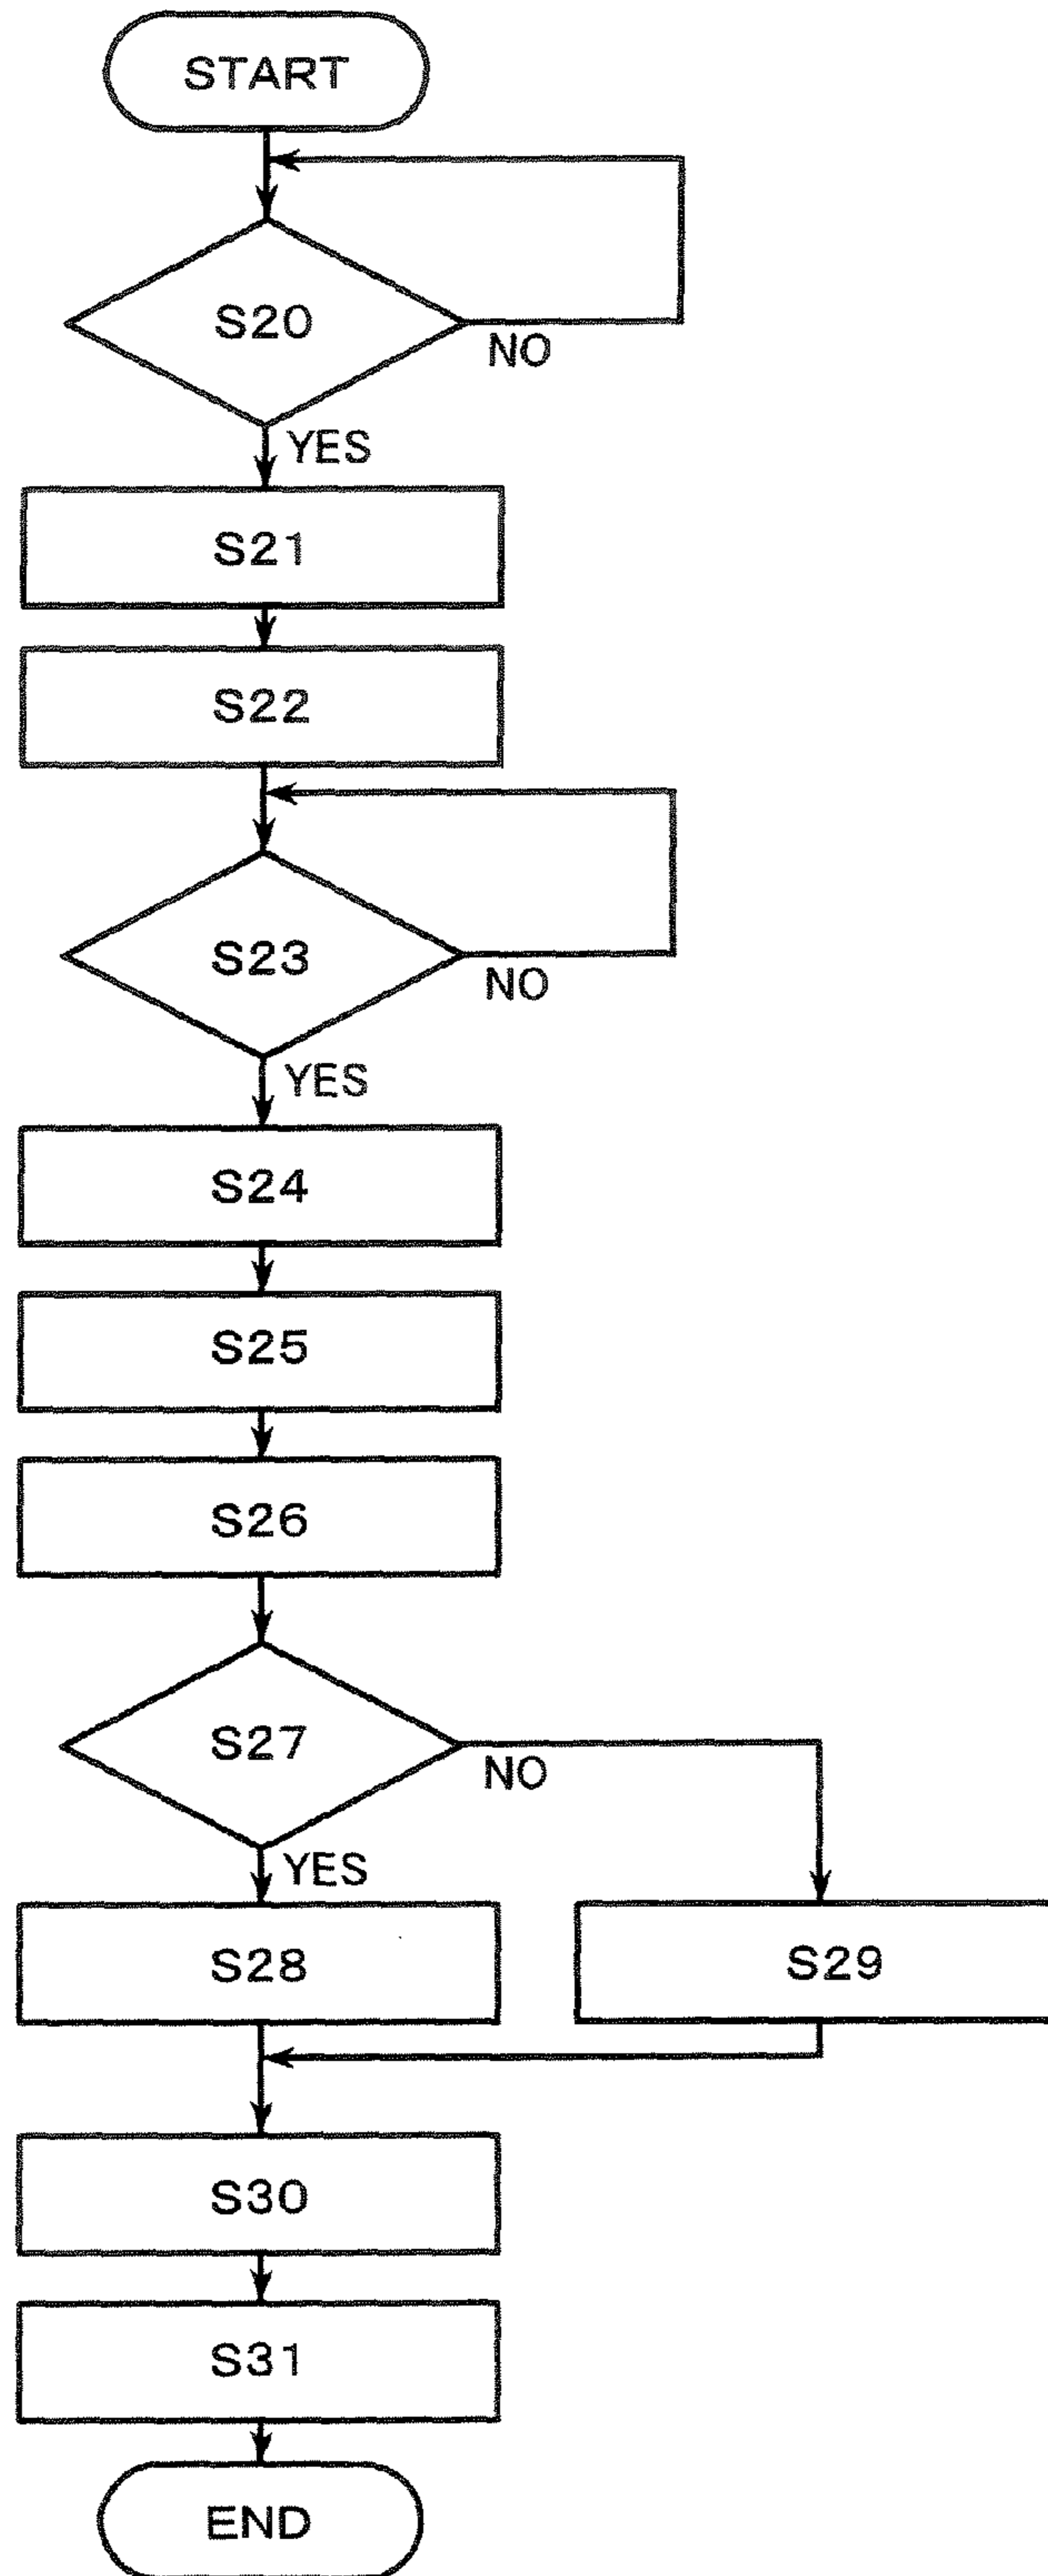 START
S20
NO
YES
S21
S22
S23
NO
YES
S24
S25
S26
S27
NO
YES
S28
S29
S30
S31
END